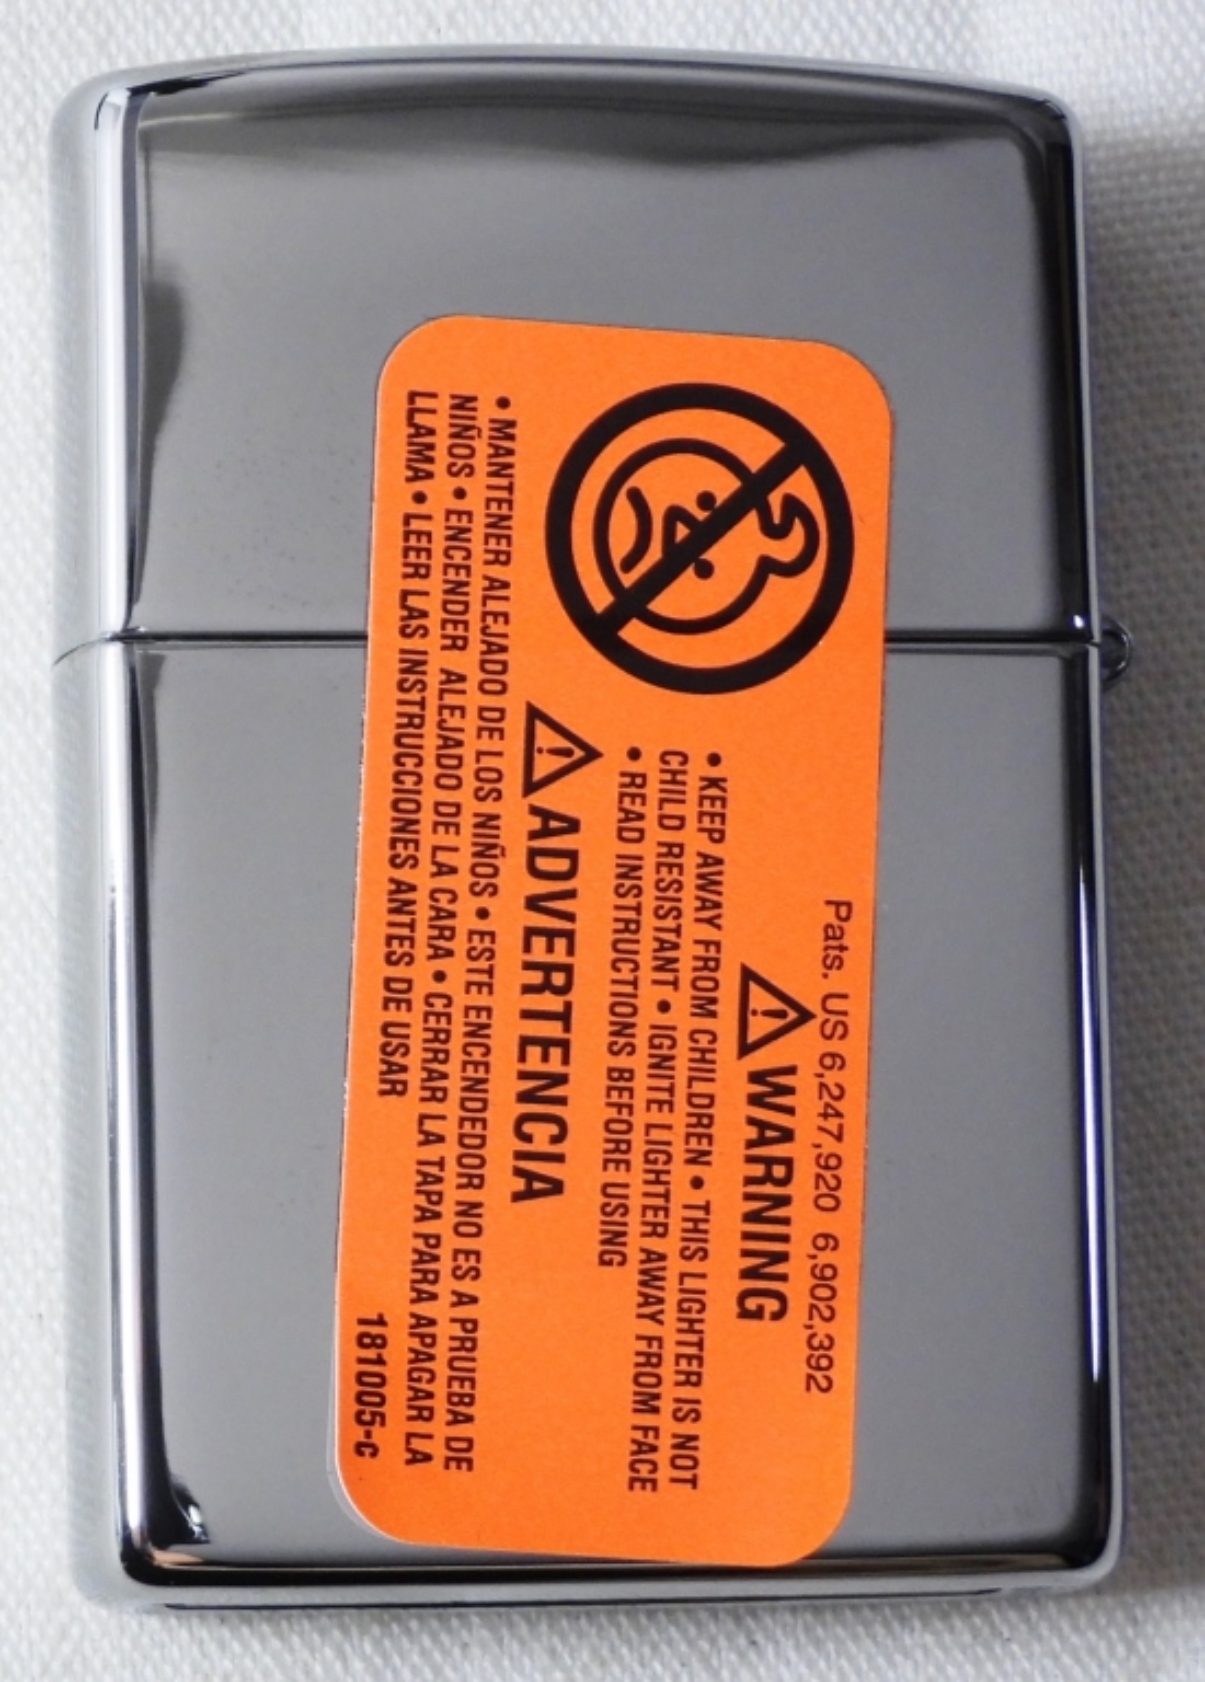 Pats. US 6,247,920 6,902,392
WARNING
• KEEP AWAY FROM CHILDREN • THIS LIGHTER IS NOT
CHILD RESISTANT • IGNITE LIGHTER AWAY FROM FACE
• READ INSTRUCTIONS BEFORE USING
ADVERTENCIA
• MANTENER ALEJADO DE LOS NIÑOS • ESTE ENCENDEDOR NO ES A PRUEBA DE
NIÑOS • ENCENDER ALEJADO DE LA CARA • CERRAR LA TAPA PARA APAGAR LA
LLAMA • LEER LAS INSTRUCCIONES ANTES DE USAR
181005-c